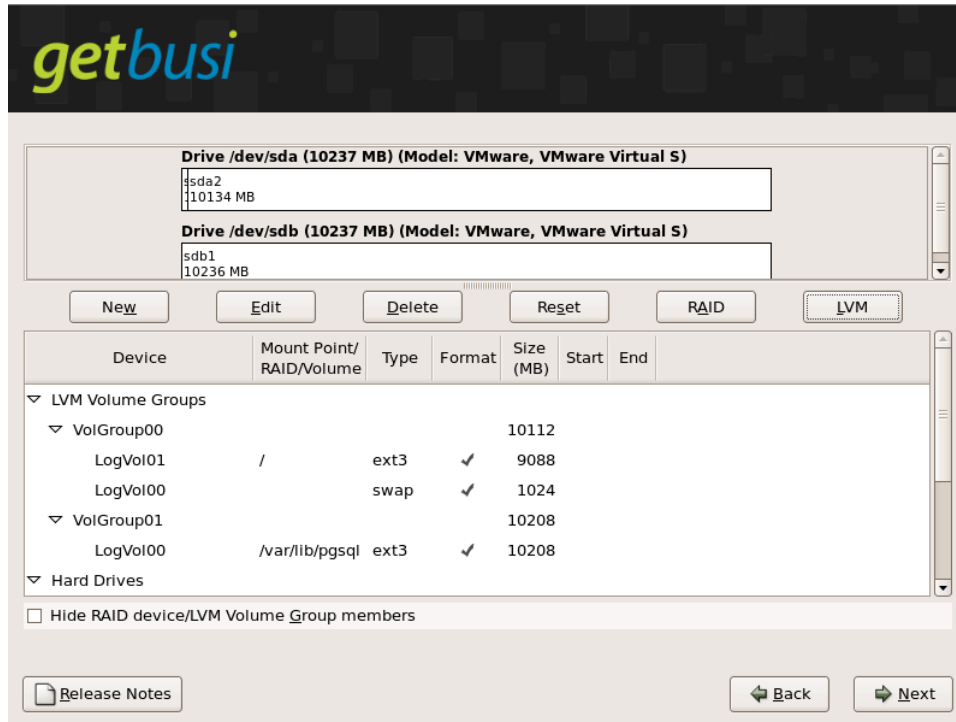 getbusi
Drive /dev/sda (10237 MB) (Model: VMware, VMware Virtual S)
sda2
10134 MB
Drive /dev/sdb (10237 MB) (Model: VMware, VMware Virtual S)
sdb1
10236 MB
New Edit Delete Reset RAID LVM
Device Mount Point/ RAID/Volume Type Format Size (MB) Start End
LVM Volume Groups
VolGroup00 10112
LogVol01 / ext3 9088
LogVol00 swap 1024
VolGroup01 10208
LogVol00 /var/lib/pgsql ext3 10208
Hard Drives
Hide RAID device/LVM Volume Group members
Release Notes Back Next